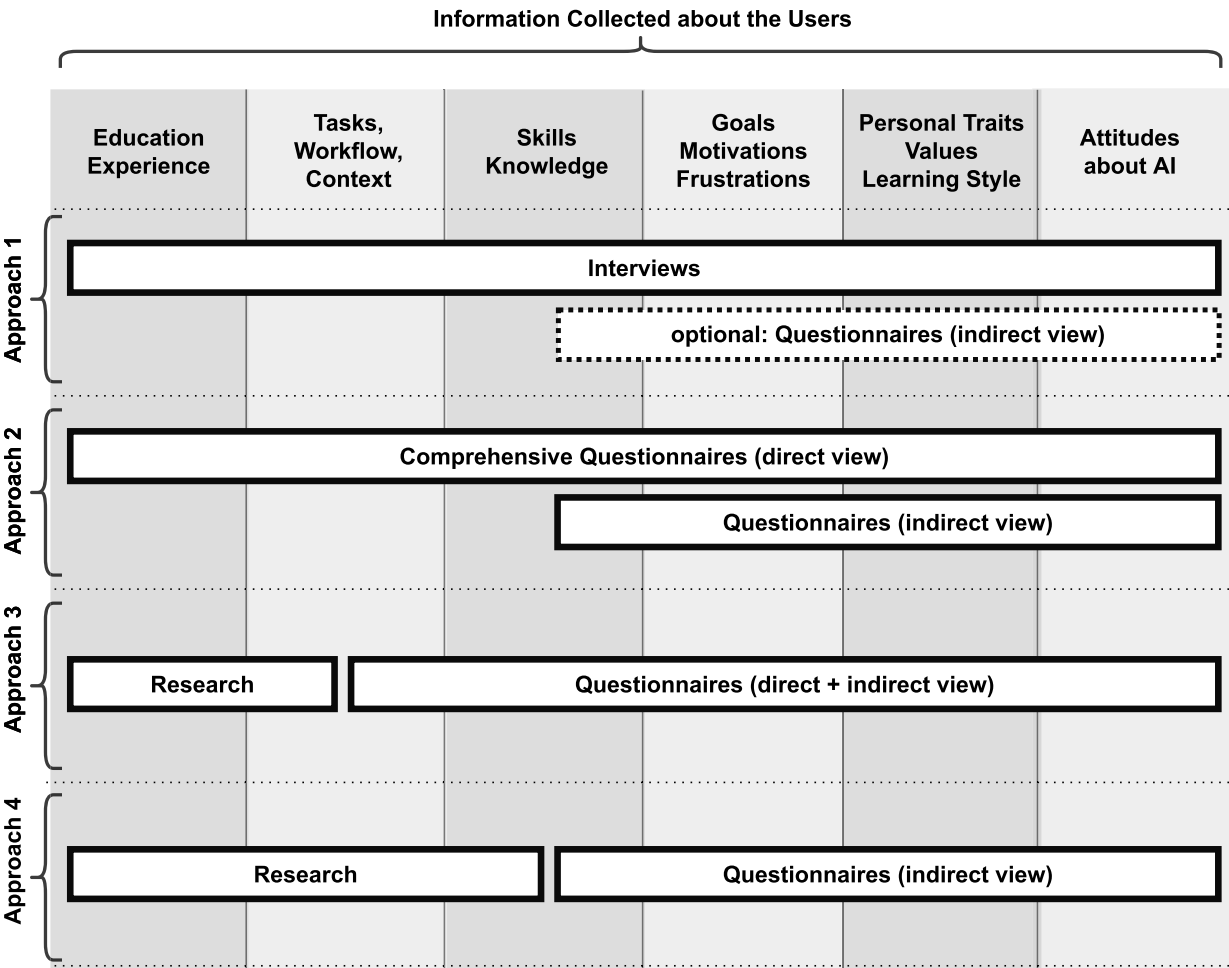 Information Collected about the Users
Education
Experience
Tasks,
Workflow,
Context
Skills
Knowledge
Goals
Motivations
Frustrations
Personal Traits
Values
Learning Style
Attitudes
about AI
Approach 1
Interviews
optional: Questionnaires (indirect view)
Approach 2
Comprehensive Questionnaires (direct view)
Questionnaires (indirect view)
Approach 3
Research
Questionnaires (direct + indirect view)
Approach 4
Research
Questionnaires (indirect view)